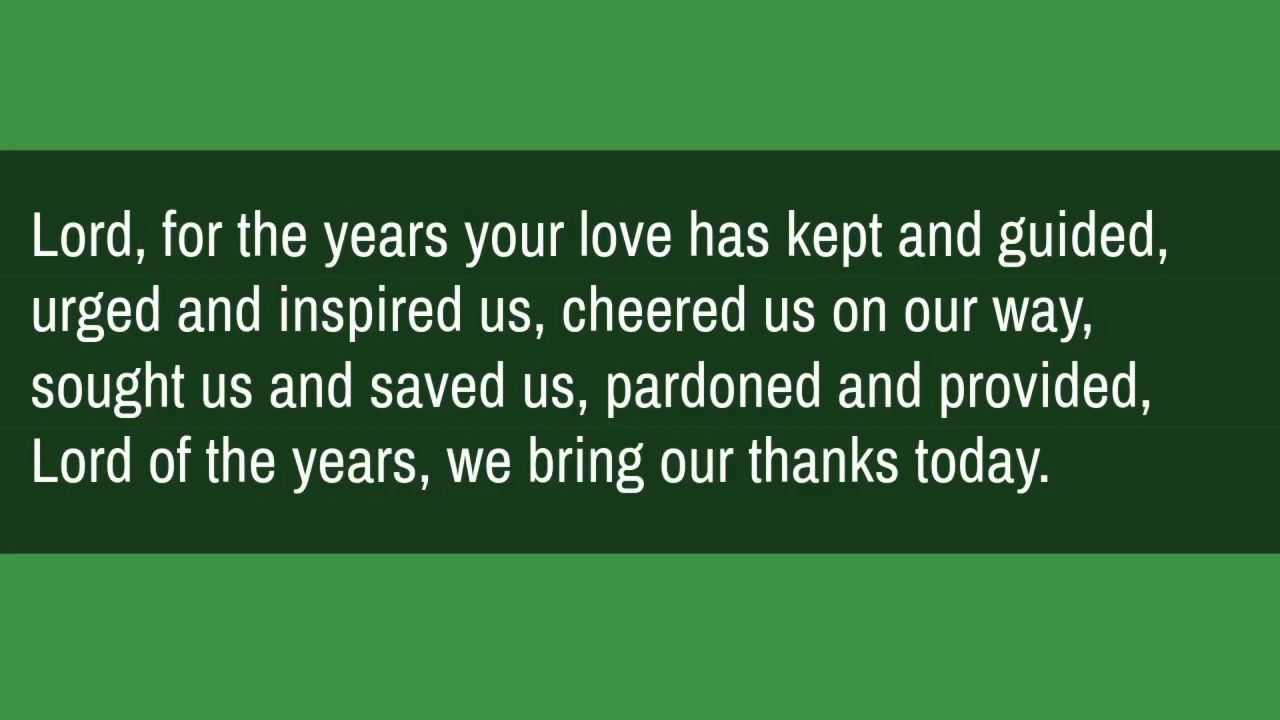 Lord, for the years your love has kept and guided,
urged and inspired us, cheered us on our way,
sought us and saved us, pardoned and provided,
Lord of the years, we bring our thanks today.